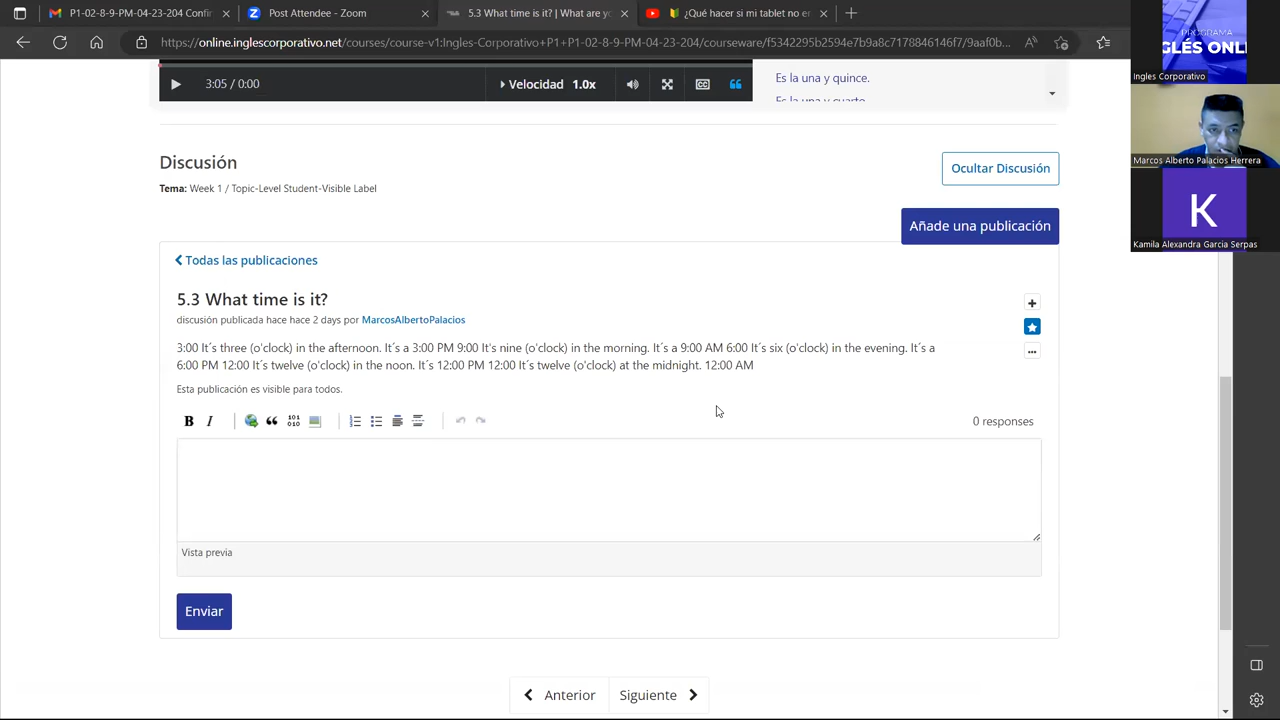 P1-02-8-9-PM-04-23-204 Confir
Post Attendee - Zoom
5.3 What time is it? | What are yo
¿Qué hacer si mi tablet no en
https://online.inglescorporativo.net/courses/course-v1:Ingles-Corporativo+P1+P1-02-8-9-PM-04-23-204/courseware/f5342295b2594e7b9a8c7178846146f7/9aaf0b...
PROGRAMA
INGLÉS ONLI
Ingles Corporativo
Marcos Alberto Palacios Herrera
K
Kamila Alexandra Garcia Serpas
3:05 / 0:00
Velocidad 1.0x
Es la una y quince.
Es la una y cuarto
Discusión
Ocultar Discusión
Tema: Week 1 / Topic-Level Student-Visible Label
Añade una publicación
Todas las publicaciones
5.3 What time is it?
discusión publicada hace hace 2 days por MarcosAlbertoPalacios
3:00 It´s three (o'clock) in the afternoon. It´s a 3:00 PM 9:00 It's nine (o'clock) in the morning. It´s a 9:00 AM 6:00 It´s six (o'clock) in the evening. It´s a
6:00 PM 12:00 It´s twelve (o'clock) in the noon. It´s 12:00 PM 12:00 It´s twelve (o'clock) at the midnight. 12:00 AM
Esta publicación es visible para todos.
B I
0 responses
Vista previa
Enviar
Anterior
Siguiente